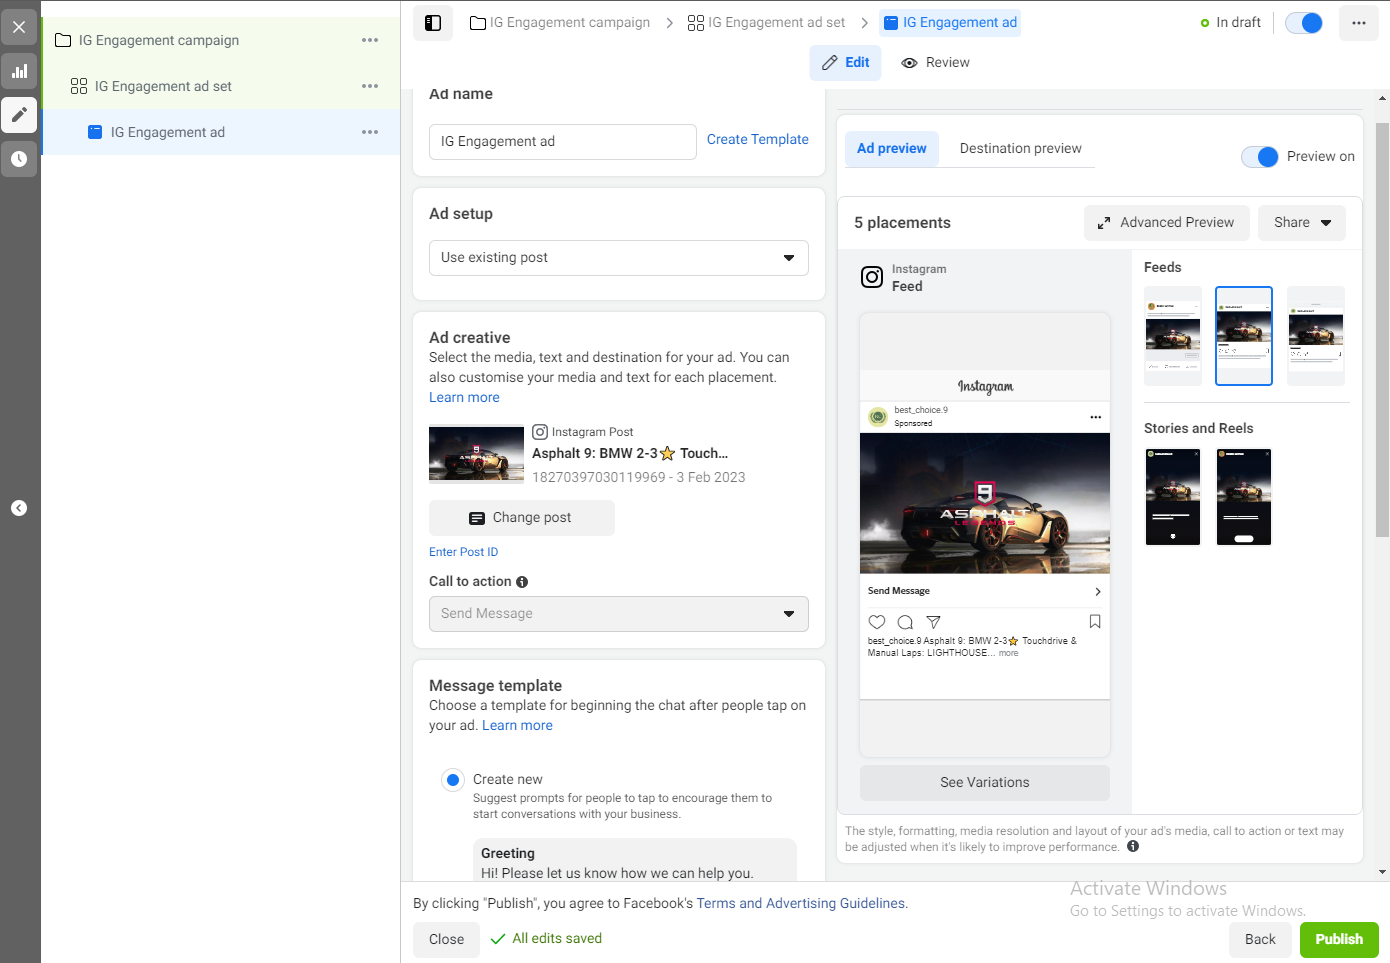 IG Engagement campaign
IG Engagement ad set
IG Engagement ad
IG Engagement campaign
IG Engagement ad set
IG Engagement ad
In draft
Edit
Review
Ad name
IG Engagement ad
Create Template
Ad setup
Use existing post
Ad creative
Select the media, text and destination for your ad. You can
also customise your media and text for each placement.
Learn more
Instagram Post
Asphalt 9: BMW 2-3⭐ Touch...
18270397030119969 - 3 Feb 2023
Change post
Enter Post ID
Call to action
Send Message
Message template
Choose a template for beginning the chat after people tap on
your ad. Learn more
Create new
Suggest prompts for people to tap to encourage them to
start conversations with your business.
Greeting
Hi! Please let us know how we can help you.
Ad preview
Destination preview
Preview on
5 placements
Advanced Preview
Share
Instagram
Feed
Instagram
best_choice.9
Sponsored
9
ASPHALT
LEGENDS
Send Message
best_choice.9 Asphalt 9: BMW 2-3⭐ Touchdrive &
Manual Laps: LIGHTHOUSE... more
See Variations
Feeds
Stories and Reels
The style, formatting, media resolution and layout of your ad's media, call to action or text may
be adjusted when it's likely to improve performance.
By clicking "Publish", you agree to Facebook's Terms and Advertising Guidelines.
Activate Windows
Go to Settings to activate Windows.
Close
All edits saved
Back
Publish